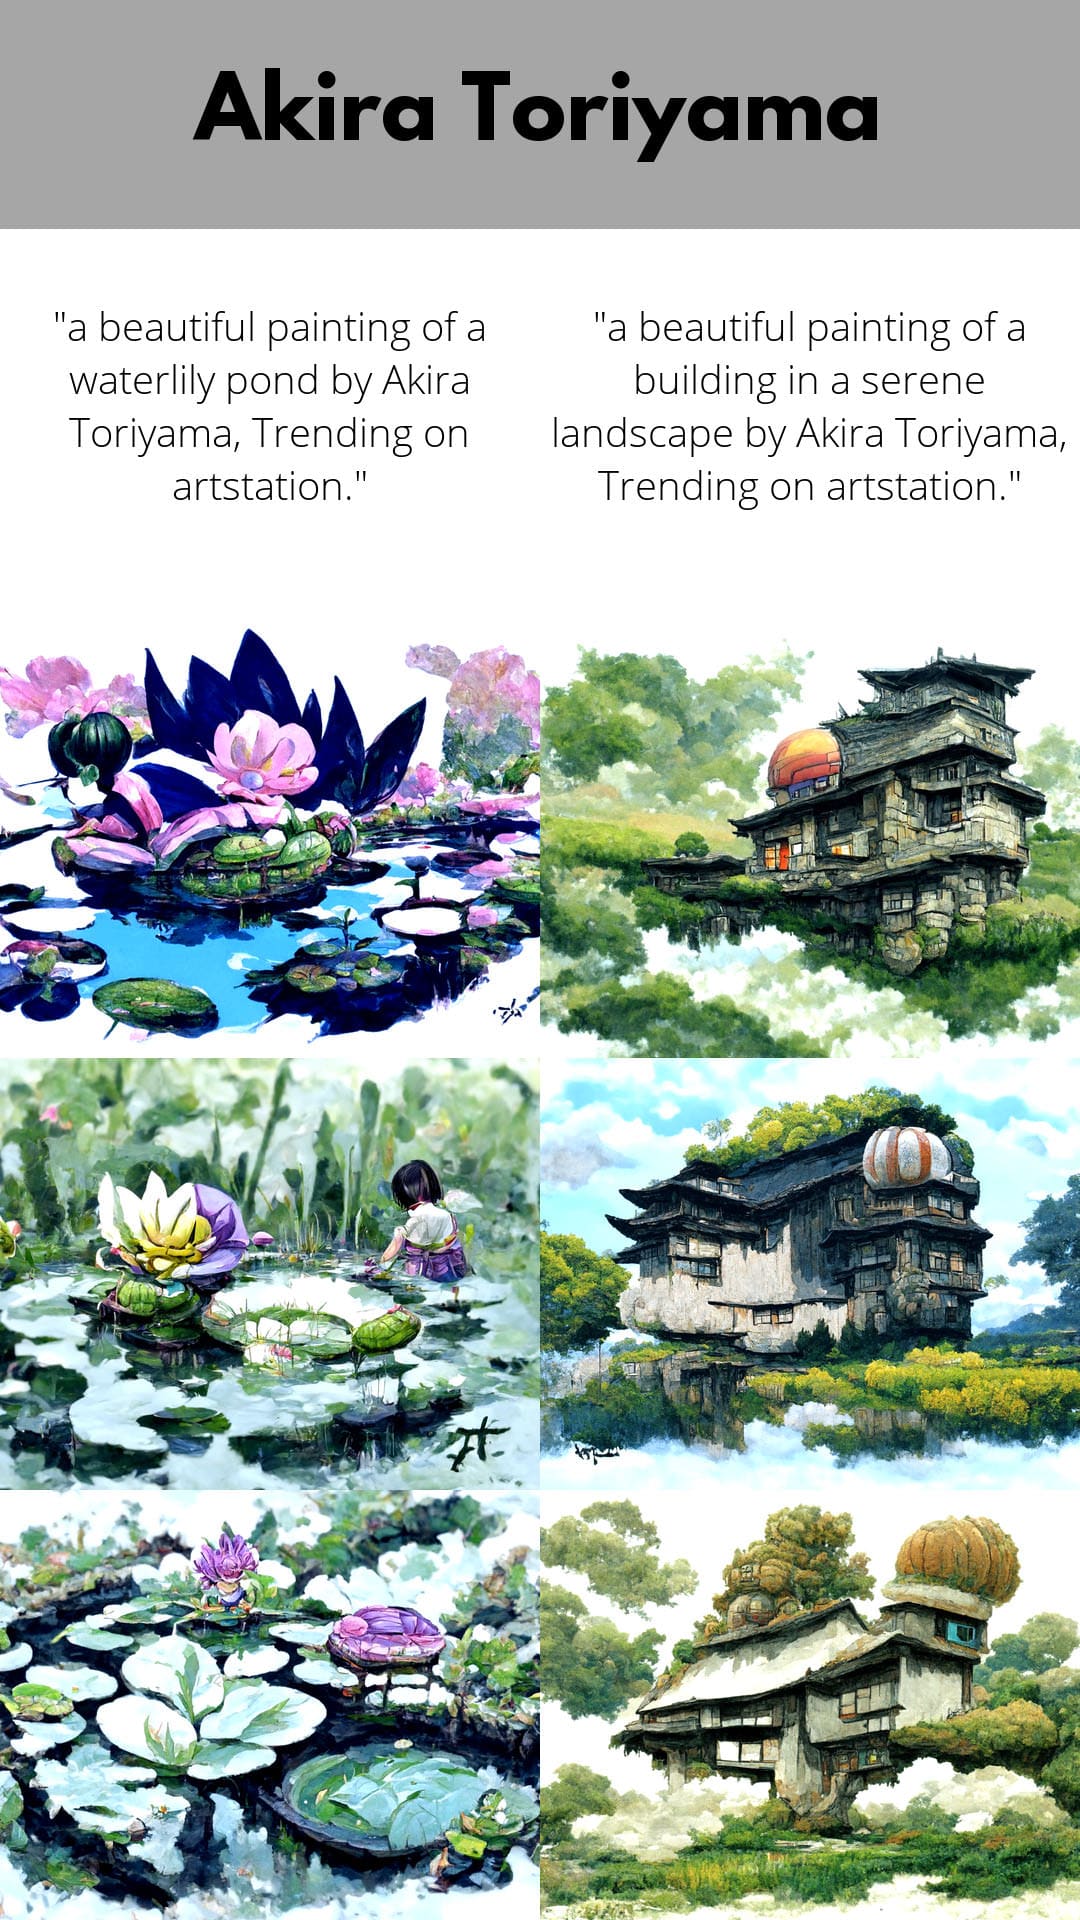 Akira Toriyama
"a beautiful painting of a
waterlily pond by Akira
Toriyama, Trending on
artstation."
"a beautiful painting of a
building in a serene
landscape by Akira Toriyama,
Trending on artstation."